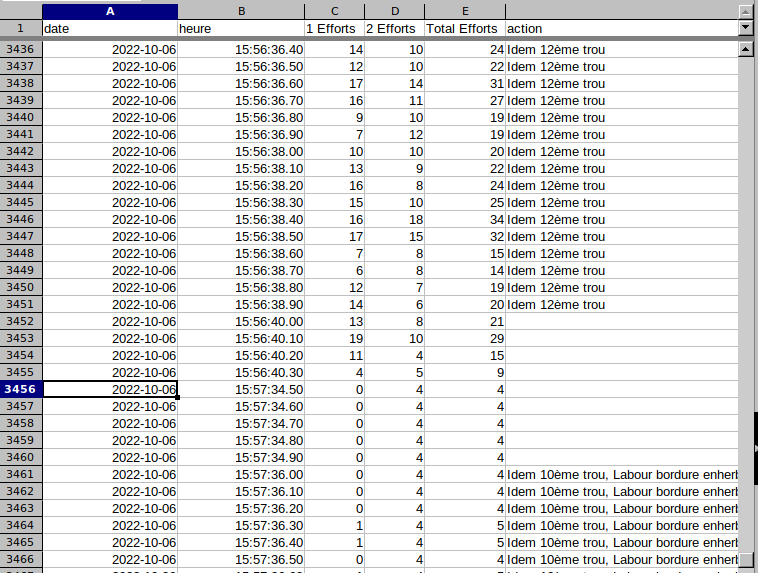 A B C D E
1 date heure 1 Efforts 2 Efforts Total Efforts action
3436 2022-10-06 15:56:36.40 14 10 24 Idem 12ème trou
3437 2022-10-06 15:56:36.50 12 10 22 Idem 12ème trou
3438 2022-10-06 15:56:36.60 17 14 31 Idem 12ème trou
3439 2022-10-06 15:56:36.70 16 11 27 Idem 12ème trou
3440 2022-10-06 15:56:36.80 9 10 19 Idem 12ème trou
3441 2022-10-06 15:56:36.90 7 12 19 Idem 12ème trou
3442 2022-10-06 15:56:38.00 10 10 20 Idem 12ème trou
3443 2022-10-06 15:56:38.10 13 9 22 Idem 12ème trou
3444 2022-10-06 15:56:38.20 16 8 24 Idem 12ème trou
3445 2022-10-06 15:56:38.30 15 10 25 Idem 12ème trou
3446 2022-10-06 15:56:38.40 16 18 34 Idem 12ème trou
3447 2022-10-06 15:56:38.50 17 15 32 Idem 12ème trou
3448 2022-10-06 15:56:38.60 7 8 15 Idem 12ème trou
3449 2022-10-06 15:56:38.70 6 8 14 Idem 12ème trou
3450 2022-10-06 15:56:38.80 12 7 19 Idem 12ème trou
3451 2022-10-06 15:56:38.90 14 6 20 Idem 12ème trou
3452 2022-10-06 15:56:40.00 13 8 21
3453 2022-10-06 15:56:40.10 19 10 29
3454 2022-10-06 15:56:40.20 11 4 15
3455 2022-10-06 15:56:40.30 4 5 9
3456 2022-10-06 15:57:34.50 0 4 4
3457 2022-10-06 15:57:34.60 0 4 4
3458 2022-10-06 15:57:34.70 0 4 4
3459 2022-10-06 15:57:34.80 0 4 4
3460 2022-10-06 15:57:34.90 0 4 4
3461 2022-10-06 15:57:36.00 0 4 4 Idem 10ème trou, Labour bordure enherb
3462 2022-10-06 15:57:36.10 0 4 4 Idem 10ème trou, Labour bordure enherb
3463 2022-10-06 15:57:36.20 0 4 4 Idem 10ème trou, Labour bordure enherb
3464 2022-10-06 15:57:36.30 1 4 5 Idem 10ème trou, Labour bordure enherb
3465 2022-10-06 15:57:36.40 1 4 5 Idem 10ème trou, Labour bordure enherb
3466 2022-10-06 15:57:36.50 0 4 4 Idem 10ème trou, Labour bordure enherb